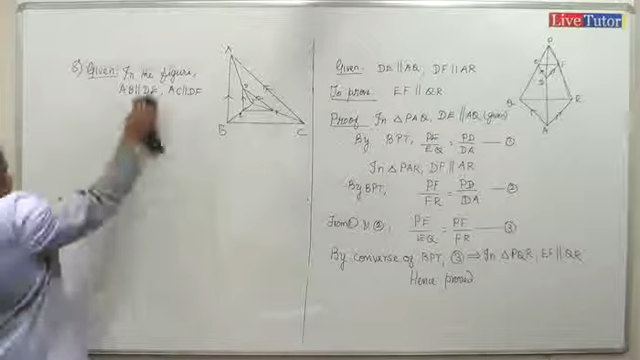 Live Tutor
8) Given: In the figure,
AB∥DE, AC∥DF
A
B
C
Given: DE∥AQ, DF∥AR
To prove EF∥QR
Proof In △PAQ, DE∥AQ (given)
By BPT, PE/EQ = PD/DA — ①
In △PAR, DF∥AR
By BPT, PF/FR = PD/DA — ②
From ① & ②, PE/EQ = PF/FR — ③
By converse of BPT, ③ ⇒ In △PQR, EF∥QR
Hence proved
E F
D
Q R
A